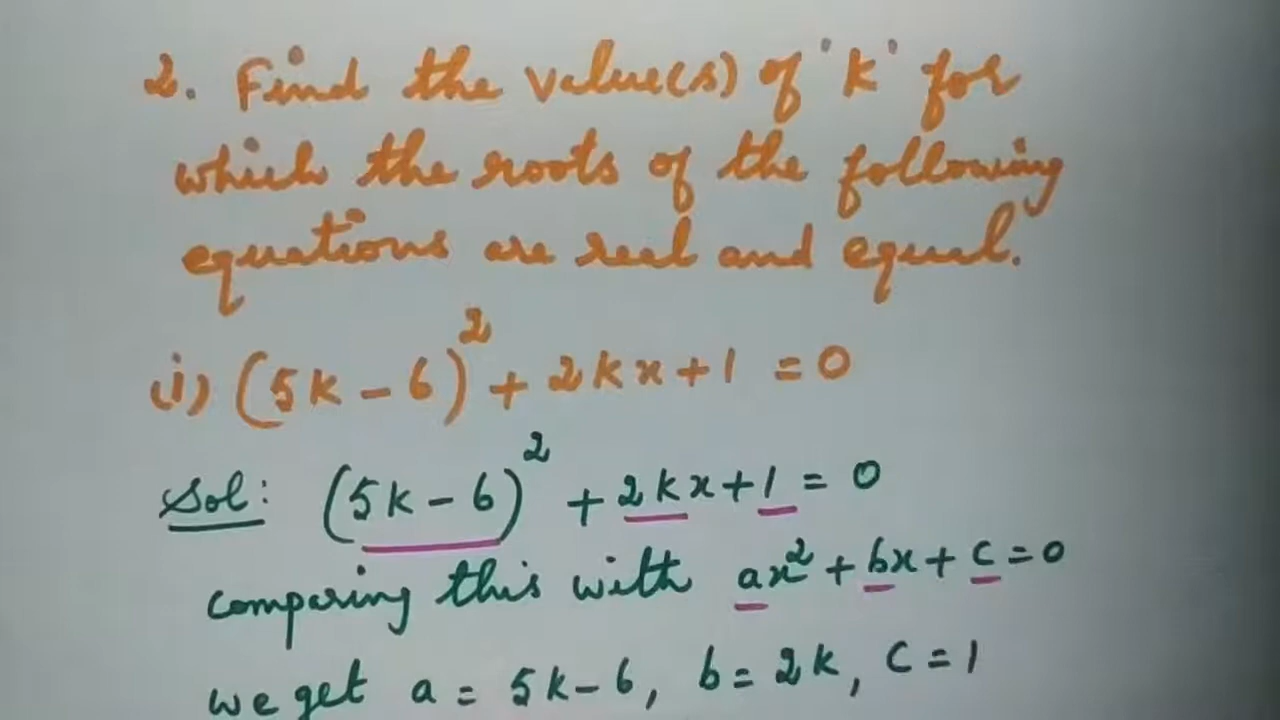 2. Find the value(s) of 'k' for
which the roots of the following
equations are real and equal.
(i) (5k - 6)² + 2kx + 1 = 0
Sol: (5k - 6)² + 2kx + 1 = 0
comparing this with ax² + bx + c = 0
we get a = 5k - 6, b = 2k, c = 1